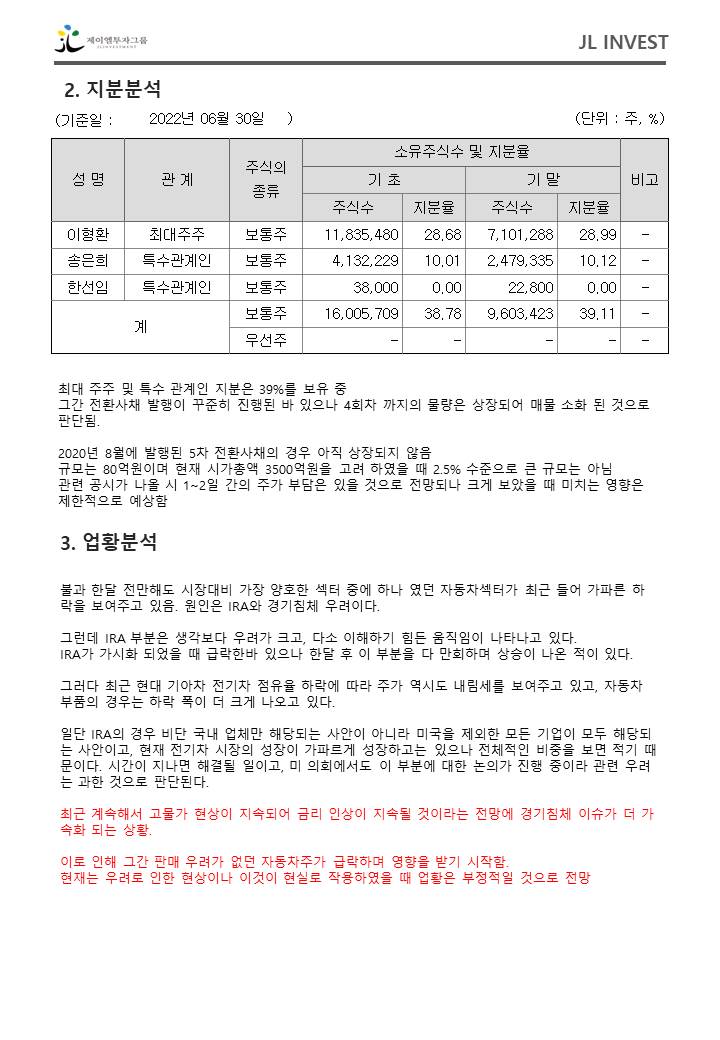 제이엘투자그룹
JLINVESTMENT
JL INVEST
2. 지분분석
(기준일 : 2022년 06월 30일 ) (단위 : 주, %)
성 명 관 계 주식의 종류 소유주식수 및 지분율 비고
기 초 기 말
주식수 지분율 주식수 지분율
이형환 최대주주 보통주 11,835,480 28.68 7,101,288 28.99 -
송은희 특수관계인 보통주 4,132,229 10.01 2,479,335 10.12 -
한선임 특수관계인 보통주 38,000 0.00 22,800 0.00 -
계 보통주 16,005,709 38.78 9,603,423 39.11 -
우선주 - - - - -
최대 주주 및 특수 관계인 지분은 39%를 보유 중
그간 전환사채 발행이 꾸준히 진행된 바 있으나 4회차 까지의 물량은 상장되어 매물 소화 된 것으로
판단됨.
2020년 8월에 발행된 5차 전환사채의 경우 아직 상장되지 않음
규모는 80억원이며 현재 시가총액 3500억원을 고려 하였을 때 2.5% 수준으로 큰 규모는 아님
관련 공시가 나올 시 1~2일 간의 주가 부담은 있을 것으로 전망되나 크게 보았을 때 미치는 영향은
제한적으로 예상함
3. 업황분석
불과 한달 전만해도 시장대비 가장 양호한 섹터 중에 하나 였던 자동차섹터가 최근 들어 가파른 하
락을 보여주고 있음. 원인은 IRA와 경기침체 우려이다.
그런데 IRA 부분은 생각보다 우려가 크고, 다소 이해하기 힘든 움직임이 나타나고 있다.
IRA가 가시화 되었을 때 급락한바 있으나 한달 후 이 부분을 다 만회하며 상승이 나온 적이 있다.
그러다 최근 현대 기아차 전기차 점유율 하락에 따라 주가 역시도 내림세를 보여주고 있고, 자동차
부품의 경우는 하락 폭이 더 크게 나오고 있다.
일단 IRA의 경우 비단 국내 업체만 해당되는 사안이 아니라 미국을 제외한 모든 기업이 모두 해당되
는 사안이고, 현재 전기차 시장의 성장이 가파르게 성장하고는 있으나 전체적인 비중을 보면 적기 때
문이다. 시간이 지나면 해결될 일이고, 미 의회에서도 이 부분에 대한 논의가 진행 중이라 관련 우려
는 과한 것으로 판단된다.
최근 계속해서 고물가 현상이 지속되어 금리 인상이 지속될 것이라는 전망에 경기침체 이슈가 더 가
속화 되는 상황.
이로 인해 그간 판매 우려가 없던 자동차주가 급락하며 영향을 받기 시작함.
현재는 우려로 인한 현상이나 이것이 현실로 작용하였을 때 업황은 부정적일 것으로 전망